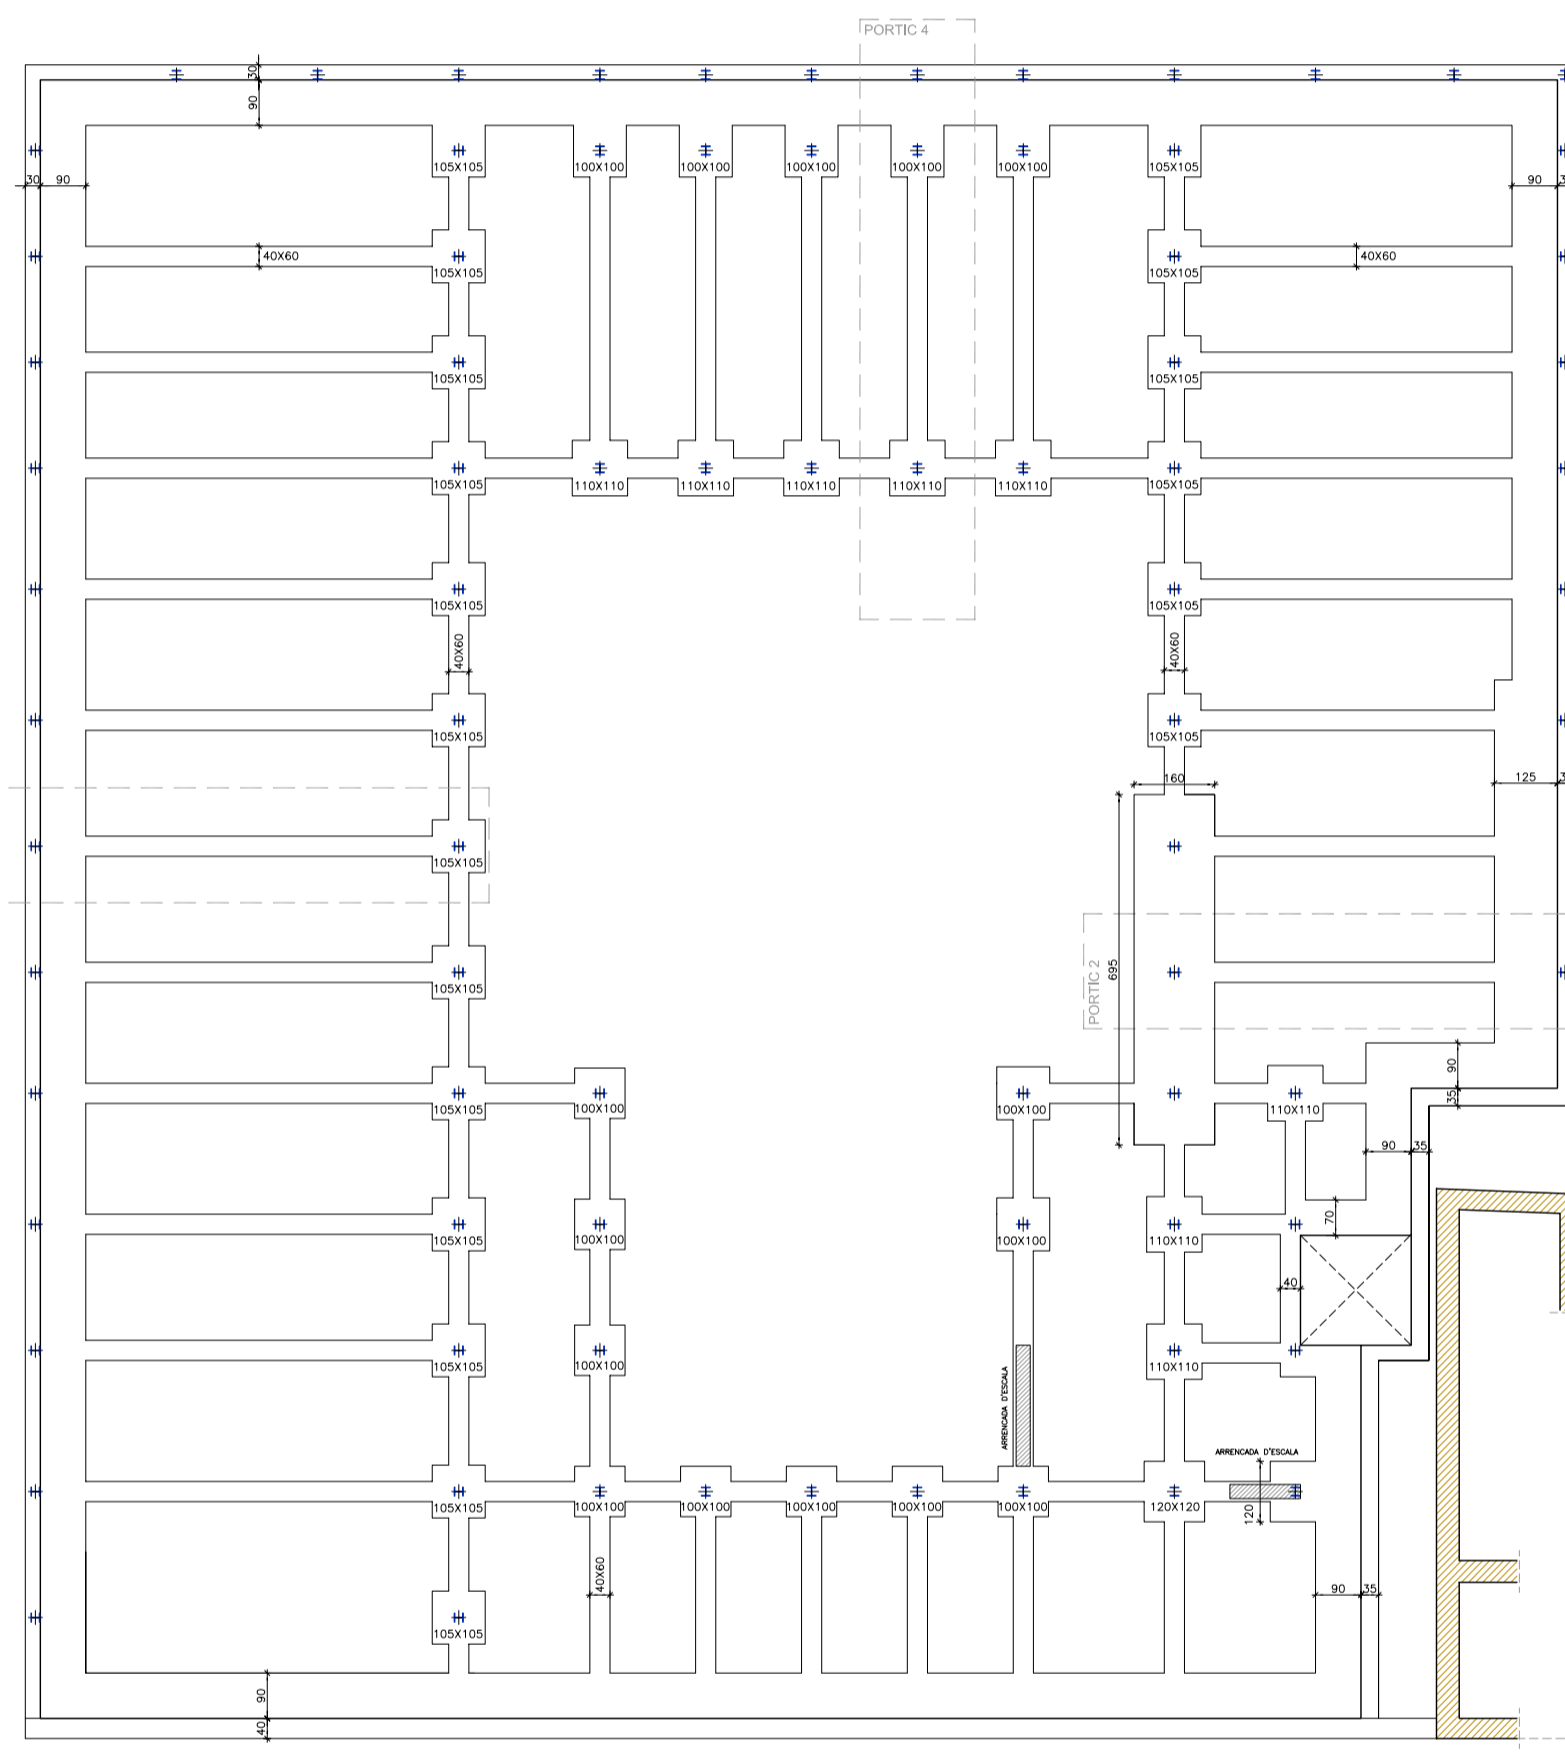 PORTIC 4
30
90
105X105 100X100 100X100 100X100 100X100 100X100 105X105
30 90 90 3
40X60 105X105 105X105 40X60
105X105 105X105
105X105 110X110 110X110 110X110 110X110 110X110 105X105
105X105 105X105
40X60 40X60
105X105 105X105
160 125 3
105X105
695
PORTIC 2
105X105
90
35
105X105 100X100 100X100 110X110
90 35
70
105X105 100X100 100X100 110X110
40
105X105 100X100 110X110
ARRENCADA D'ESCALA
ARRENCADA D'ESCALA
105X105 100X100 100X100 100X100 100X100 100X100 120X120
120
40X60
90 35
105X105
90
40